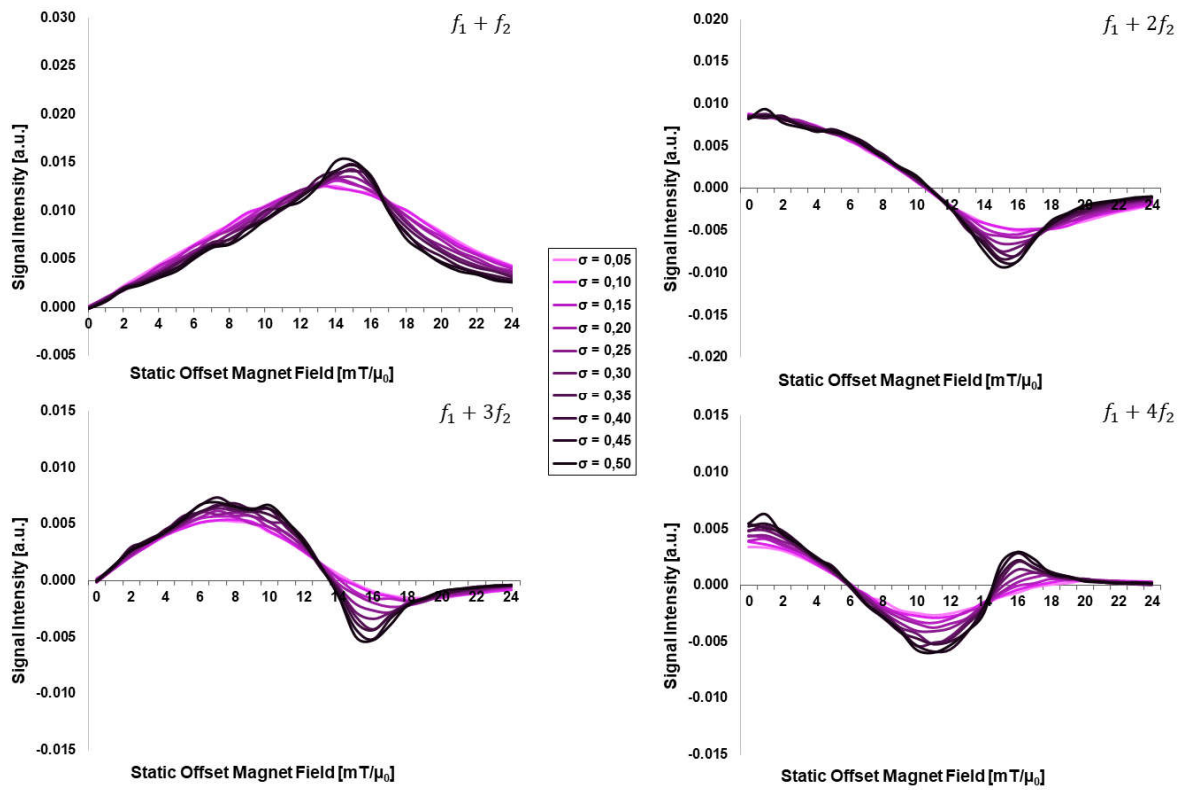 f₁ + f₂
0.030
0.025
0.020
0.015
0.010
0.005
0.000
-0.005
0 2 4 6 8 10 12 14 16 18 20 22 24
Signal Intensity [a.u.]
Static Offset Magnet Field [mT/μ₀]
f₁ + 2f₂
0.020
0.015
0.010
0.005
0.000
-0.005
-0.010
-0.015
-0.020
0 2 4 6 8 10 12 14 16 18 20 22 24
Signal Intensity [a.u.]
Static Offset Magnet Field [mT/μ₀]
σ = 0,05
σ = 0,10
σ = 0,15
σ = 0,20
σ = 0,25
σ = 0,30
σ = 0,35
σ = 0,40
σ = 0,45
σ = 0,50
f₁ + 3f₂
0.015
0.010
0.005
0.000
-0.005
-0.010
-0.015
0 2 4 6 8 10 12 14 16 18 20 22 24
Signal Intensity [a.u.]
Static Offset Magnet Field [mT/μ₀]
f₁ + 4f₂
0.015
0.010
0.005
0.000
-0.005
-0.010
-0.015
0 2 4 6 8 10 12 14 16 18 20 22 24
Signal Intensity [a.u.]
Static Offset Magnet Field [mT/μ₀]